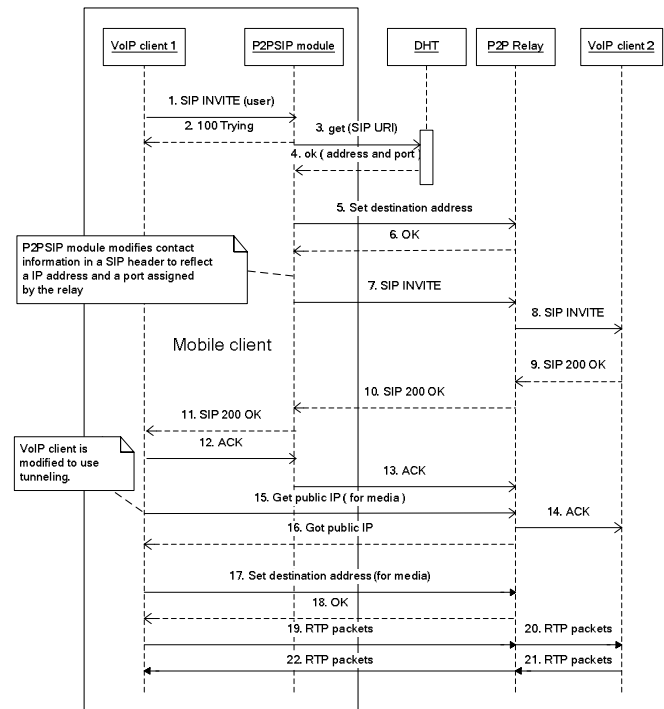 VoIP client 1
P2PSIP module
DHT
P2P Relay
VoIP client 2
1. SIP INVITE (user)
2. 100 Trying
3. get (SIP URI)
4. ok ( address and port )
5. Set destination address
6. OK
P2PSIP module modifies contact
information in a SIP header to reflect
a IP address and a port assigned
by the relay
7. SIP INVITE
8. SIP INVITE
Mobile client
9. SIP 200 OK
10. SIP 200 OK
11. SIP 200 OK
12. ACK
VoIP client is
modified to use
tunneling.
13. ACK
15. Get public IP ( for media )
14. ACK
16. Got public IP
17. Set destination address (for media)
18. OK
19. RTP packets
20. RTP packets
22. RTP packets
21. RTP packets